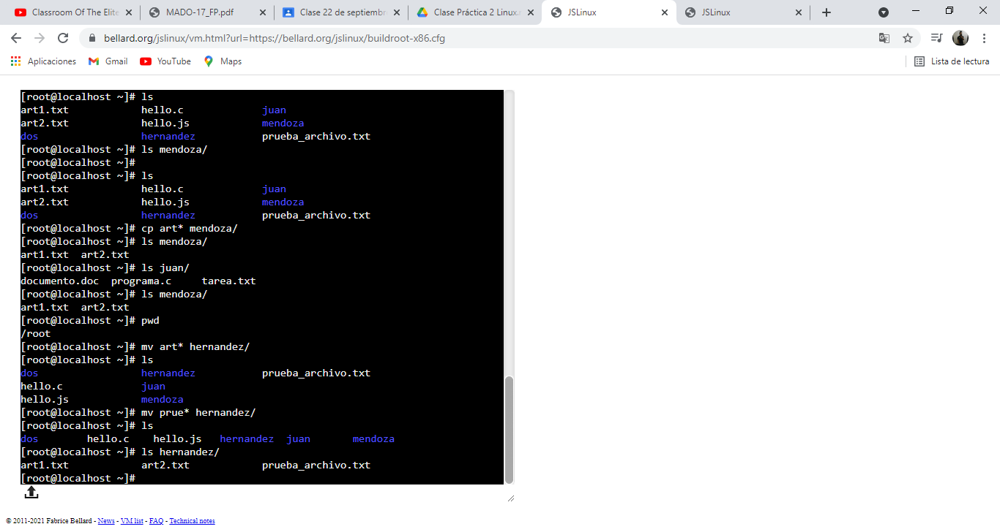 Classroom Of The Elite
MADO-17_FP.pdf
Clase 22 de septiembre
Clase Práctica 2 Linux.
JSLinux
JSLinux
bellard.org/jslinux/vm.html?url=https://bellard.org/jslinux/buildroot-x86.cfg
Aplicaciones Gmail YouTube Maps Lista de lectura
[root@localhost ~]# ls
art1.txt hello.c juan
art2.txt hello.js mendoza
dos hernandez prueba_archivo.txt
[root@localhost ~]# ls mendoza/
[root@localhost ~]#
[root@localhost ~]# ls
art1.txt hello.c juan
art2.txt hello.js mendoza
dos hernandez prueba_archivo.txt
[root@localhost ~]# cp art* mendoza/
[root@localhost ~]# ls mendoza/
art1.txt art2.txt
[root@localhost ~]# ls juan/
documento.doc programa.c tarea.txt
[root@localhost ~]# ls mendoza/
art1.txt art2.txt
[root@localhost ~]# pwd
/root
[root@localhost ~]# mv art* hernandez/
[root@localhost ~]# ls
dos hernandez prueba_archivo.txt
hello.c juan
hello.js mendoza
[root@localhost ~]# mv prue* hernandez/
[root@localhost ~]# ls
dos hello.c hello.js hernandez juan mendoza
[root@localhost ~]# ls hernandez/
art1.txt art2.txt prueba_archivo.txt
[root@localhost ~]#
© 2011-2021 Fabrice Bellard - News - VM list - FAQ - Technical notes